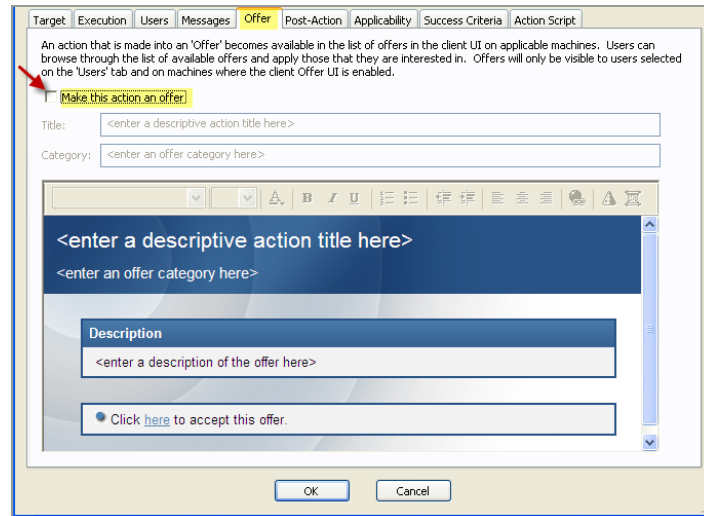 Target Execution Users Messages Offer Post-Action Applicability Success Criteria Action Script
An action that is made into an 'Offer' becomes available in the list of offers in the client UI on applicable machines. Users can
browse through the list of available offers and apply those that they are interested in. Offers will only be visible to users selected
on the 'Users' tab and on machines where the client Offer UI is enabled.
Make this action an offer
Title: <enter a descriptive action title here>
Category: <enter an offer category here>
A B I U
<enter a descriptive action title here>
<enter an offer category here>
Description
<enter a description of the offer here>
Click here to accept this offer.
OK Cancel